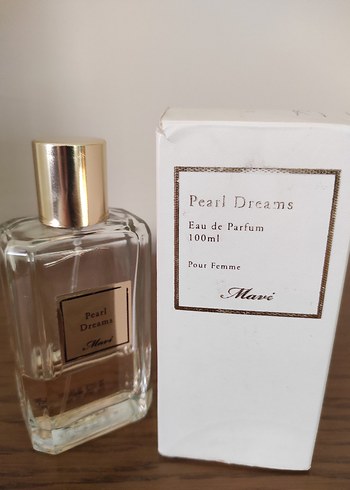 Pearl
Dreams
Mavi
Pearl Dreams
Eau de Parfum
100ml
Pour Femme
Mavi